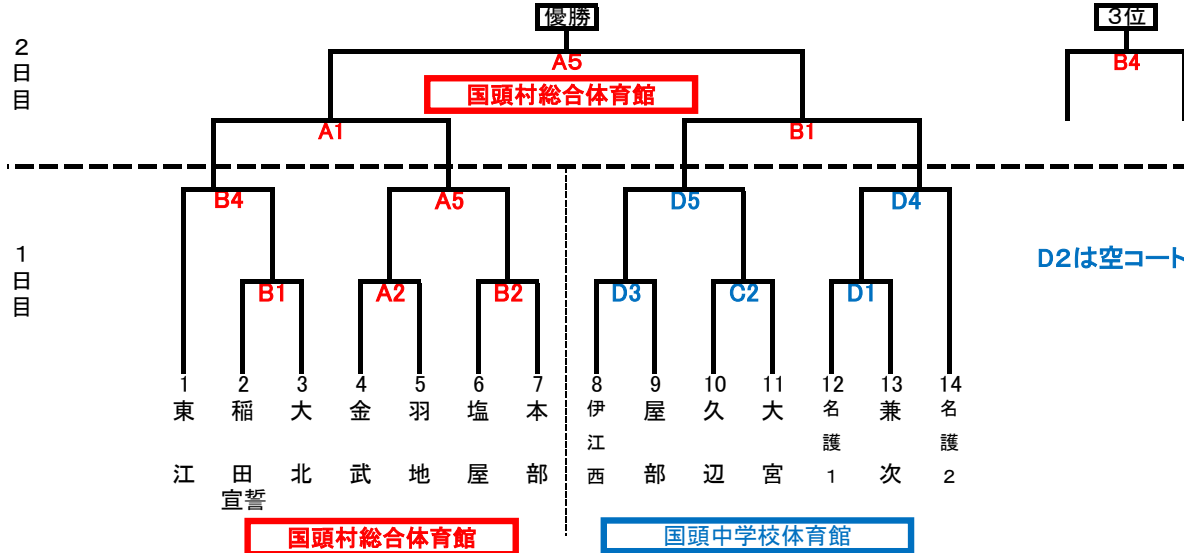 優勝
3位
2日目
A5
B4
国頭村総合体育館
A1
B1
B4
A5
D5
D4
1日目
D2は空コート
B1
A2
B2
D3
C2
D1
1 2 3 4 5 6 7 8 9 10 11 12 13 14
東江
稲田
宣誓
大北
金武
羽地
塩屋
本部
伊江西
屋部
久辺
大宮
名護1
兼次
名護2
国頭村総合体育館
国頭中学校体育館